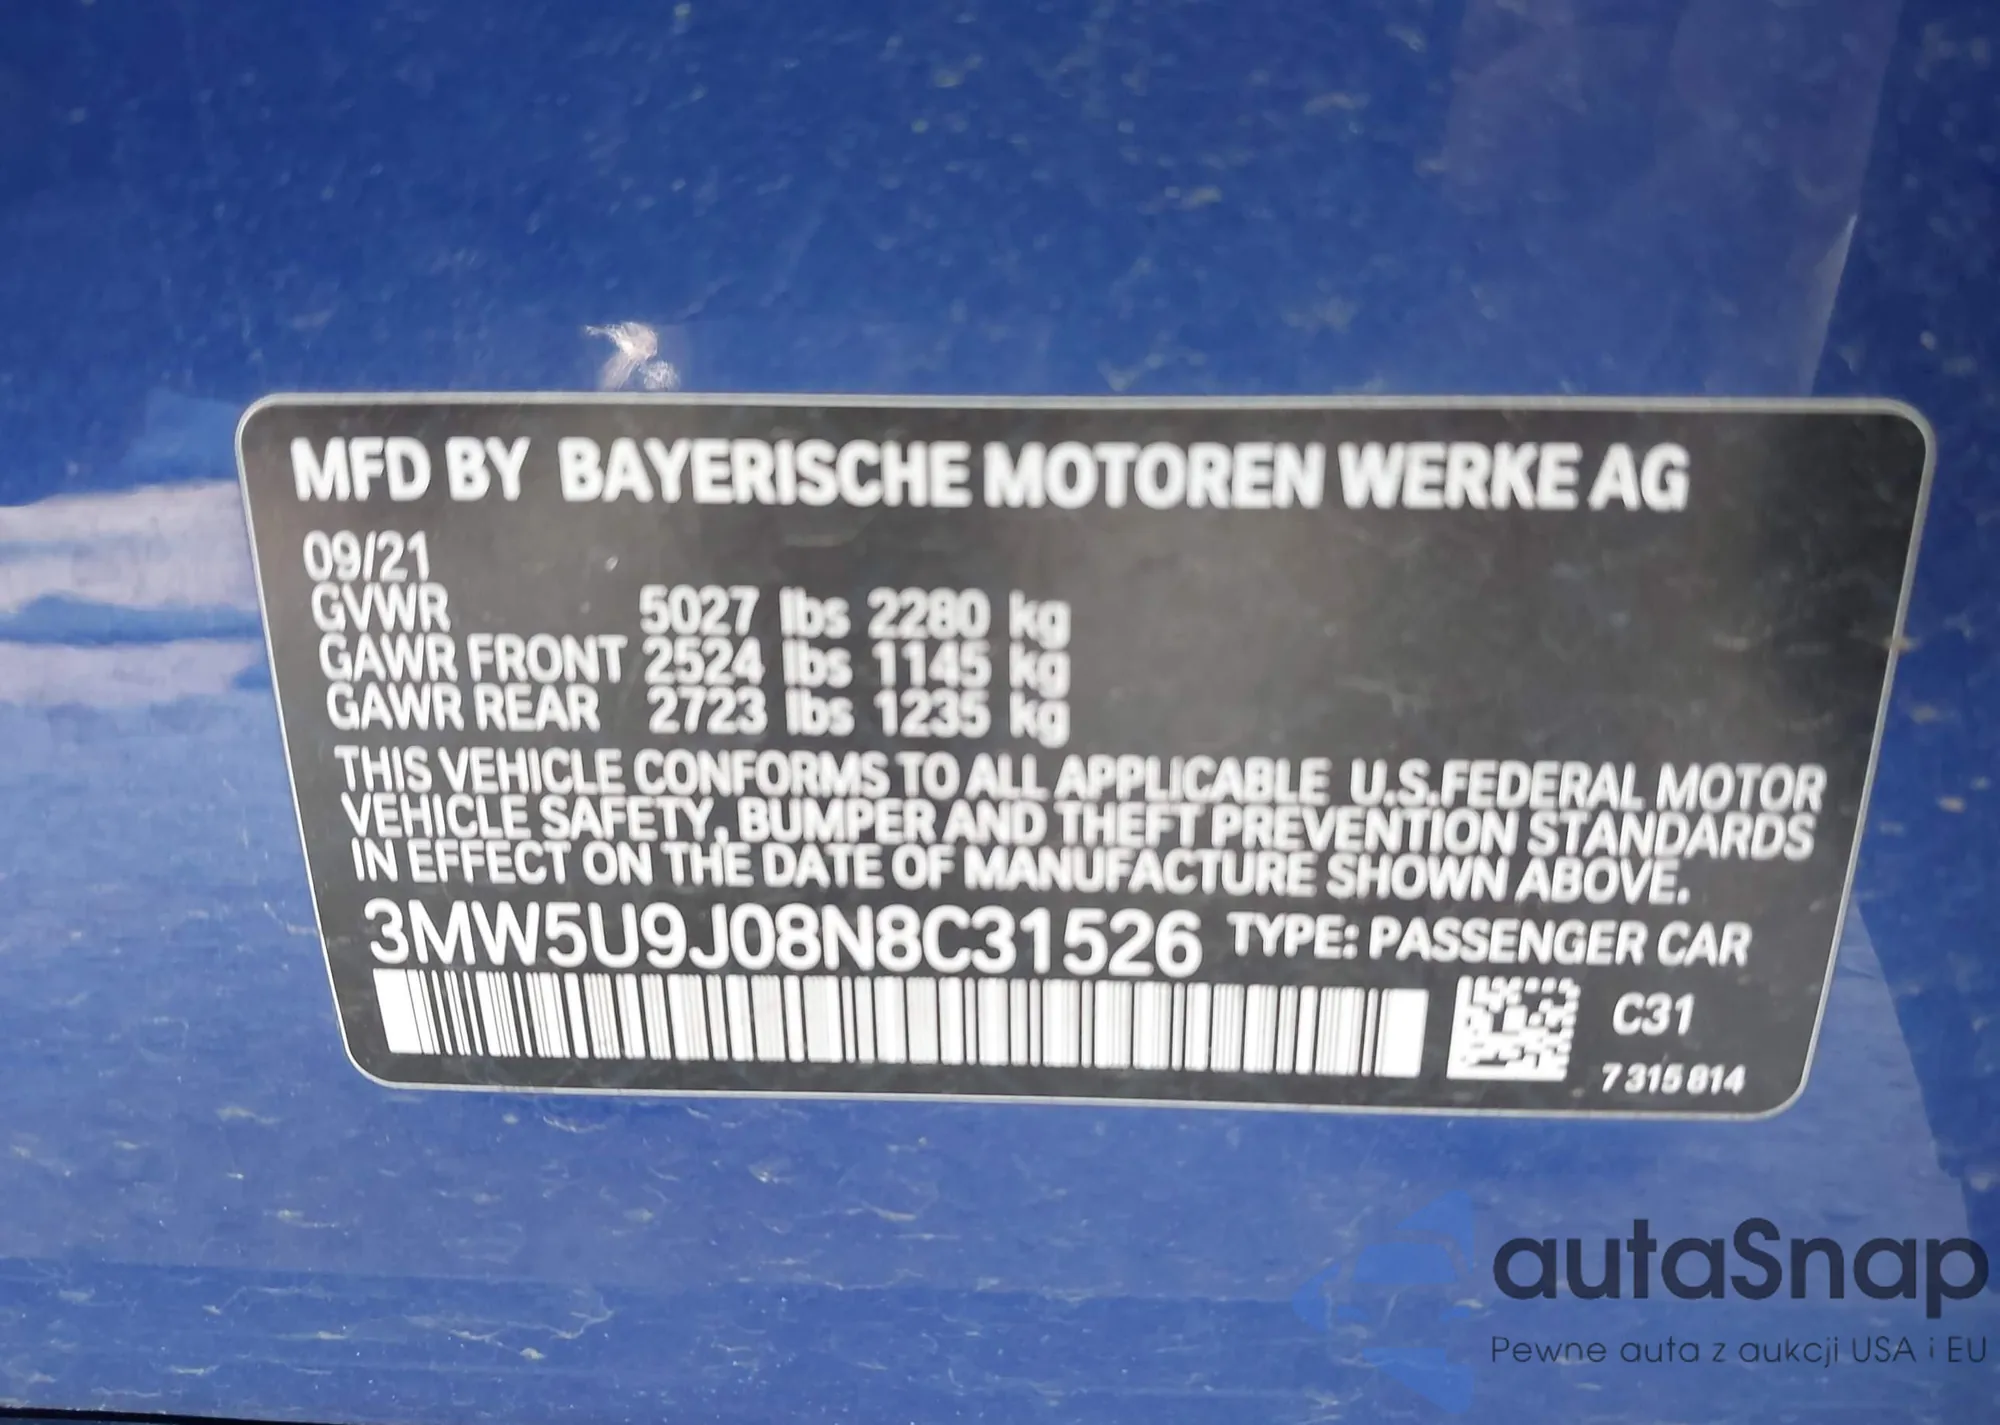 MFD BY BAYERISCHE MOTOREN WERKE AG
09/21
GVWR 5027 lbs 2280 kg
GAWR FRONT 2524 lbs 1145 kg
GAWR REAR 2723 lbs 1235 kg
THIS VEHICLE CONFORMS TO ALL APPLICABLE U.S.FEDERAL MOTOR
VEHICLE SAFETY, BUMPER AND THEFT PREVENTION STANDARDS
IN EFFECT ON THE DATE OF MANUFACTURE SHOWN ABOVE.
3MW5U9J08N8C31526 TYPE: PASSENGER CAR
C31
7 315 814
autaSnap
Pewne auta z aukcji USA i EU